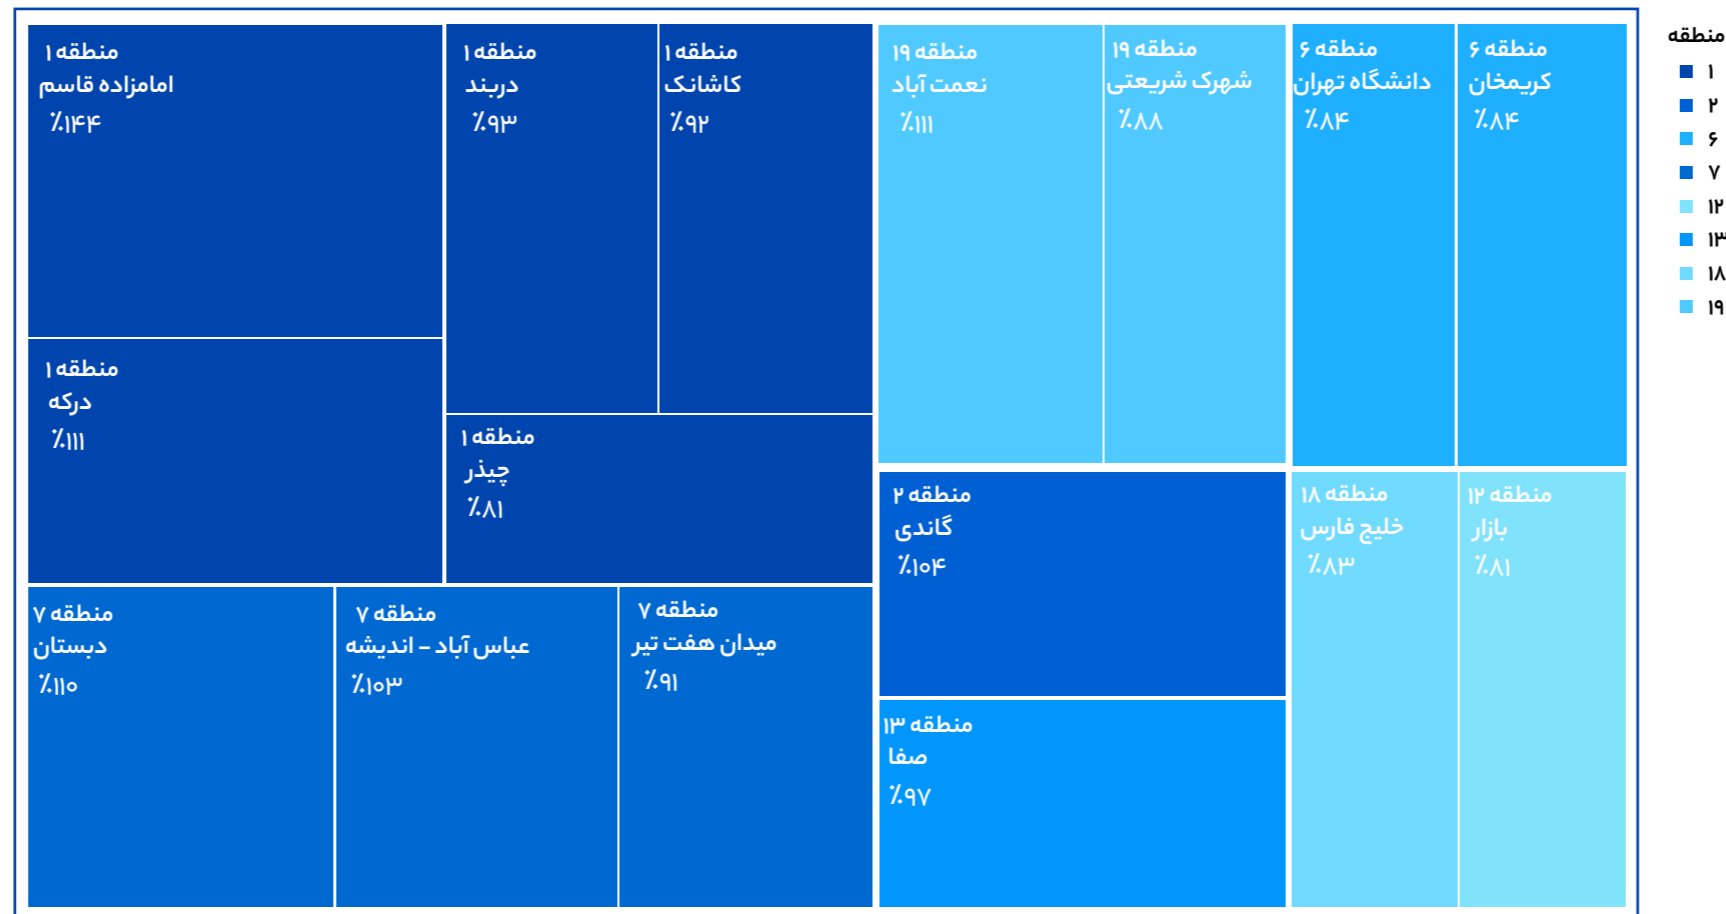 منطقه ۱
امامزاده قاسم
٪۱۴۴
منطقه ۱
دربند
٪۹۳
منطقه ۱
کاشانک
٪۹۲
منطقه ۱۹
نعمت آباد
٪۱۱۱
منطقه ۱۹
شهرک شریعتی
٪۸۸
منطقه ۶
دانشگاه تهران
٪۸۴
منطقه ۶
کریمخان
٪۸۴
منطقه ۱
درکه
٪۱۱۱
منطقه ۱
چیذر
٪۸۱
منطقه ۲
گاندی
٪۱۰۴
منطقه ۱۸
خلیج فارس
٪۸۳
منطقه ۱۲
بازار
٪۸۱
منطقه ۷
دبستان
٪۱۱۰
منطقه ۷
عباس آباد - اندیشه
٪۱۰۳
منطقه ۷
میدان هفت تیر
٪۹۱
منطقه ۱۳
صفا
٪۹۷
منطقه
۱
۲
۶
۷
۱۲
۱۳
۱۸
۱۹